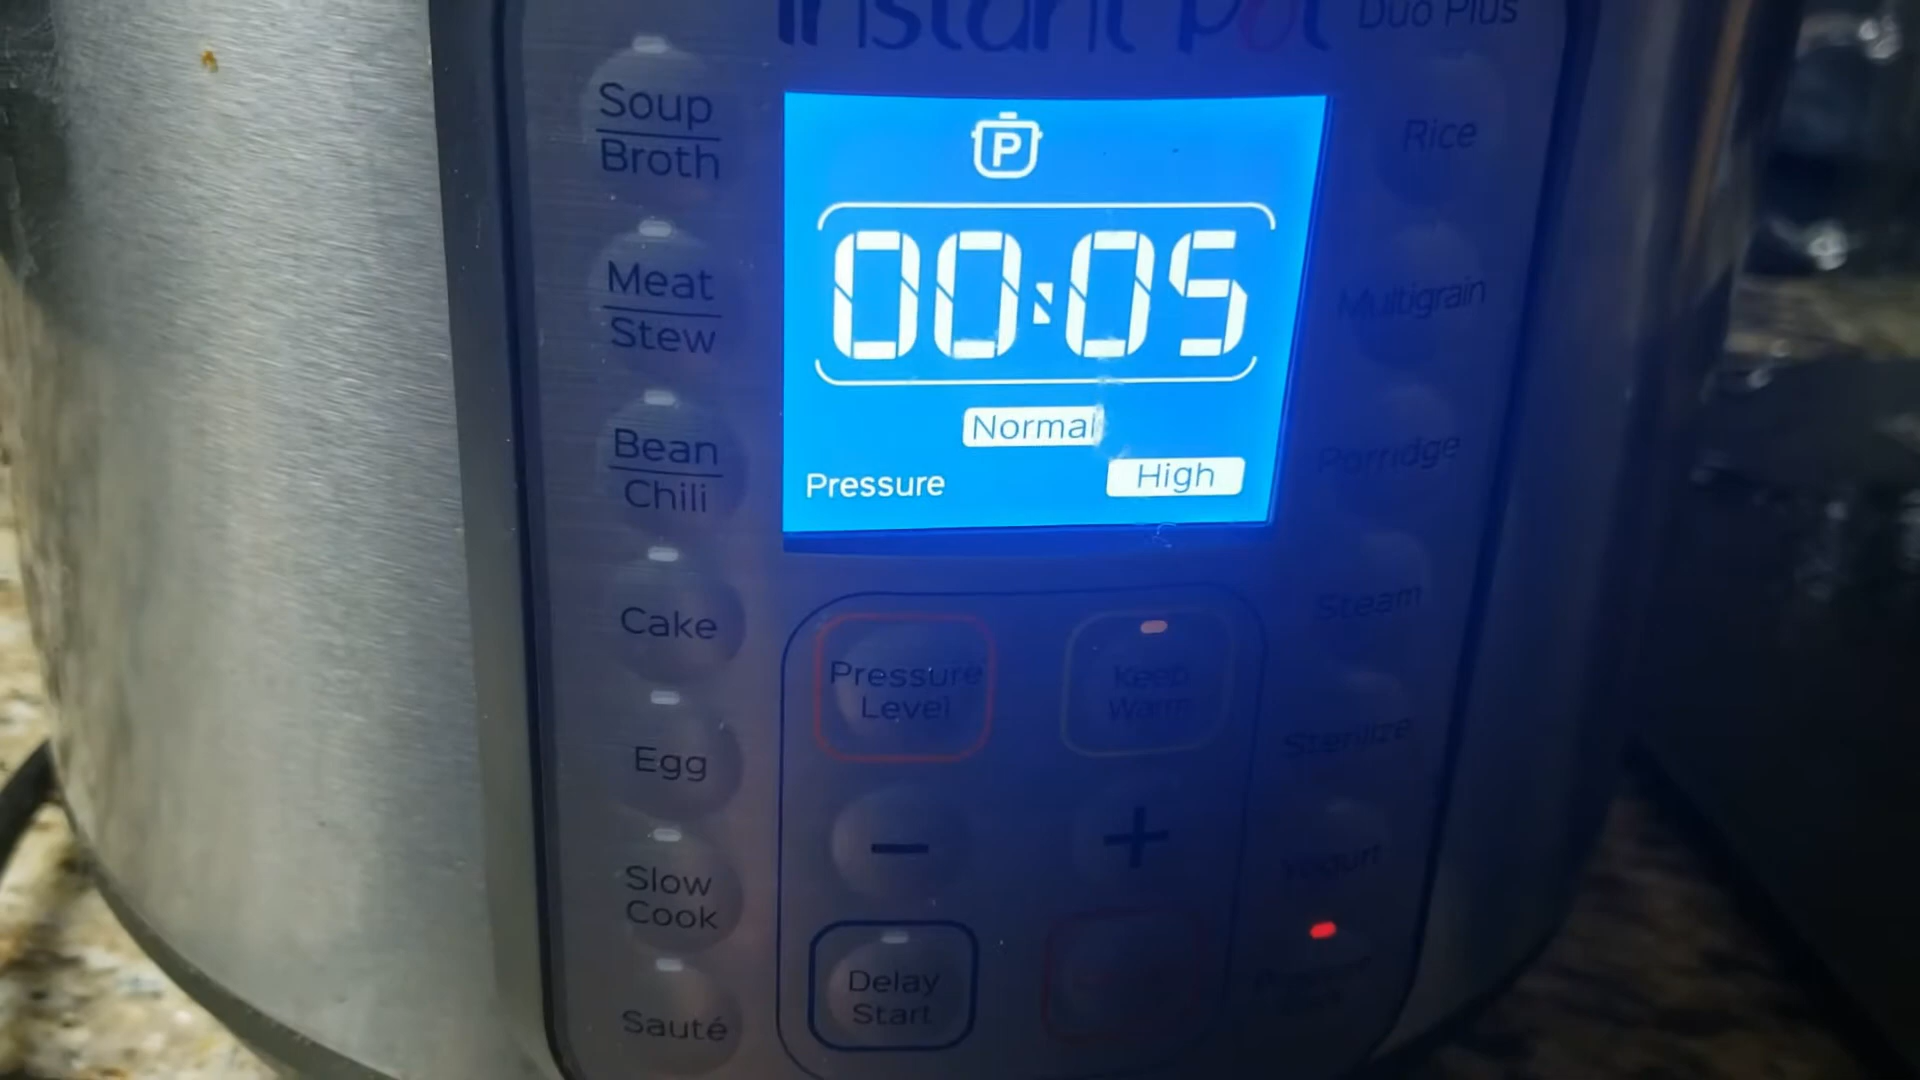 Instant Pot
Duo Plus
Soup
Broth
Meat
Stew
Bean
Chili
Cake
Egg
Slow
Cook
Sauté
P
00:05
Normal
Pressure
High
Pressure
Level
Keep
Warm
-
+
Delay
Start
Rice
Multigrain
Porridge
Steam
Sterilize
Yogurt